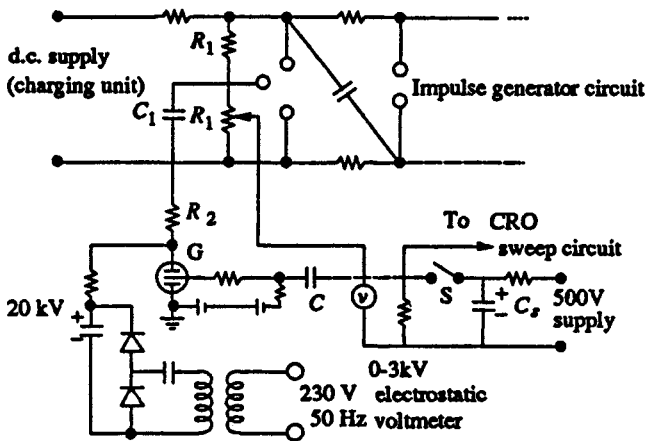 R1
d.c. supply
(charging unit)
Impulse generator circuit
C1
R1
R2
To CRO
sweep circuit
G
C
S
20 kV
+
-
v
+
-
Cs
500V
supply
0-3kV
230 V electrostatic
50 Hz voltmeter